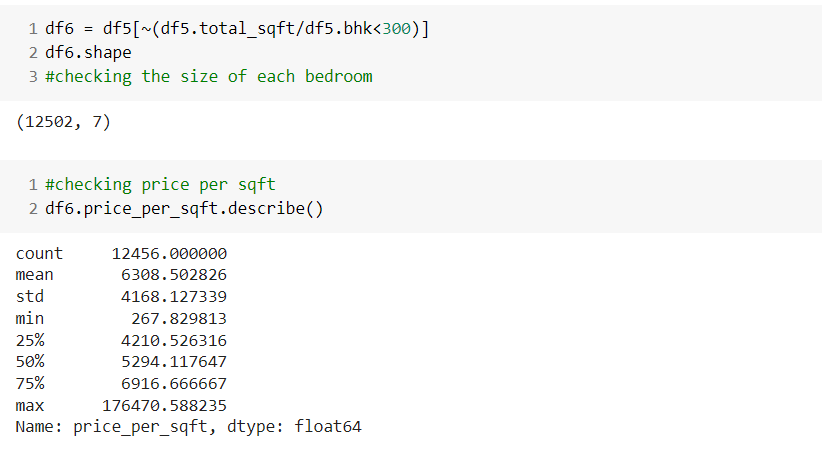 1 df6 = df5[~(df5.total_sqft/df5.bhk<300)]
2 df6.shape
3 #checking the size of each bedroom
(12502, 7)
1 #checking price per sqft
2 df6.price_per_sqft.describe()
count     12456.000000
mean       6308.502826
std        4168.127339
min         267.829813
25%        4210.526316
50%        5294.117647
75%        6916.666667
max      176470.588235
Name: price_per_sqft, dtype: float64